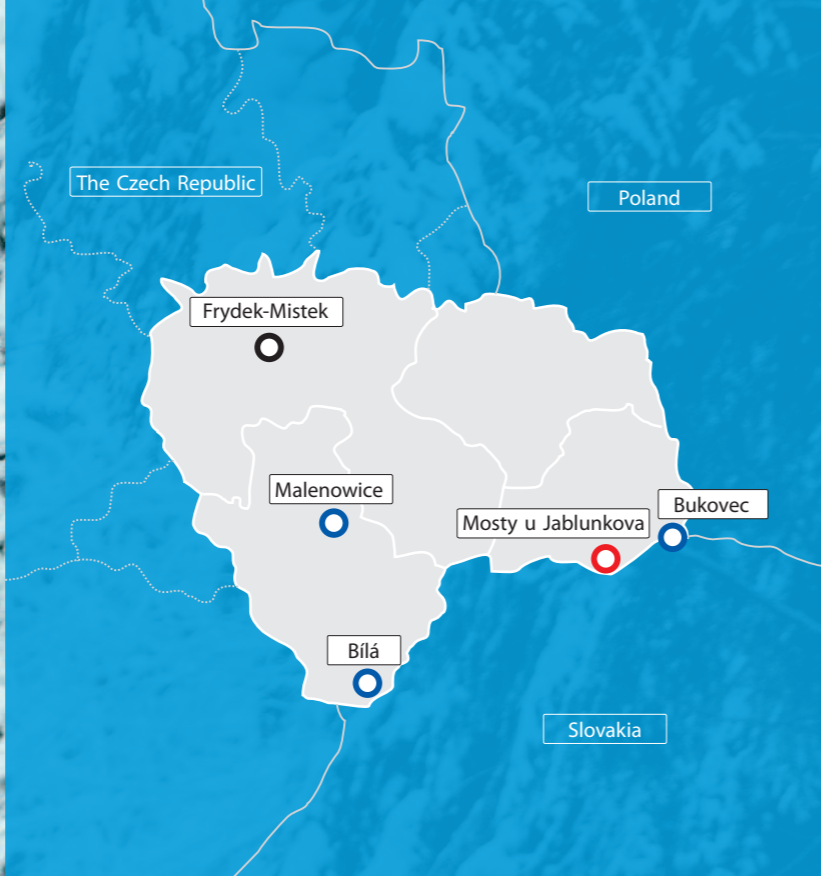 The Czech Republic
Poland
Frydek-Mistek
Malenowice
Bukovec
Mosty u Jablunkova
Bílá
Slovakia